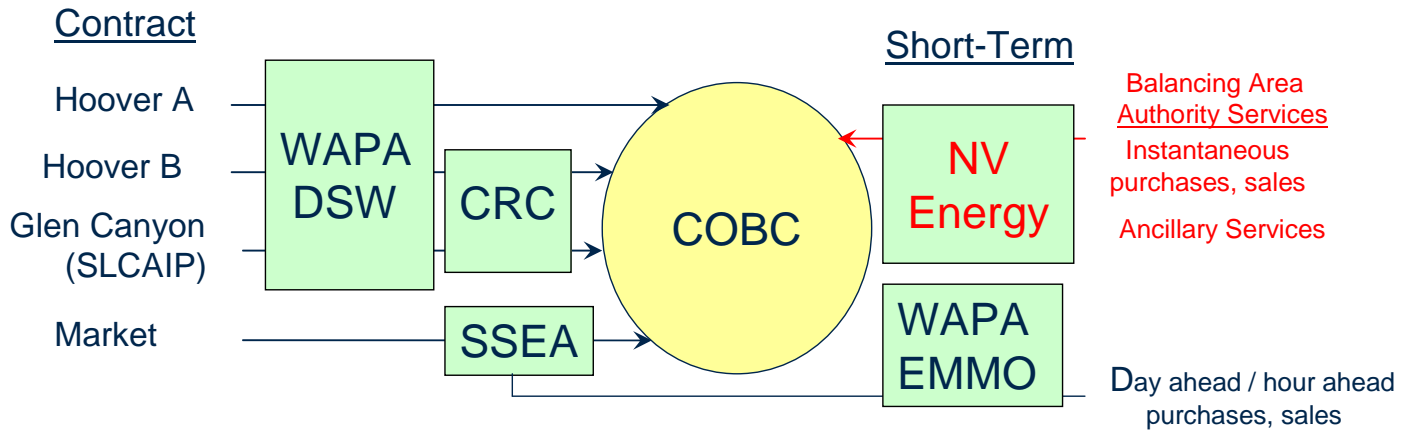 Contract
Short-Term
Hoover A
Hoover B
Glen Canyon
(SLCAIP)
Market
WAPA
DSW
CRC
SSEA
COBC
NV
Energy
WAPA
EMMO
Balancing Area
Authority Services
Instantaneous
purchases, sales
Ancillary Services
Day ahead / hour ahead
purchases, sales